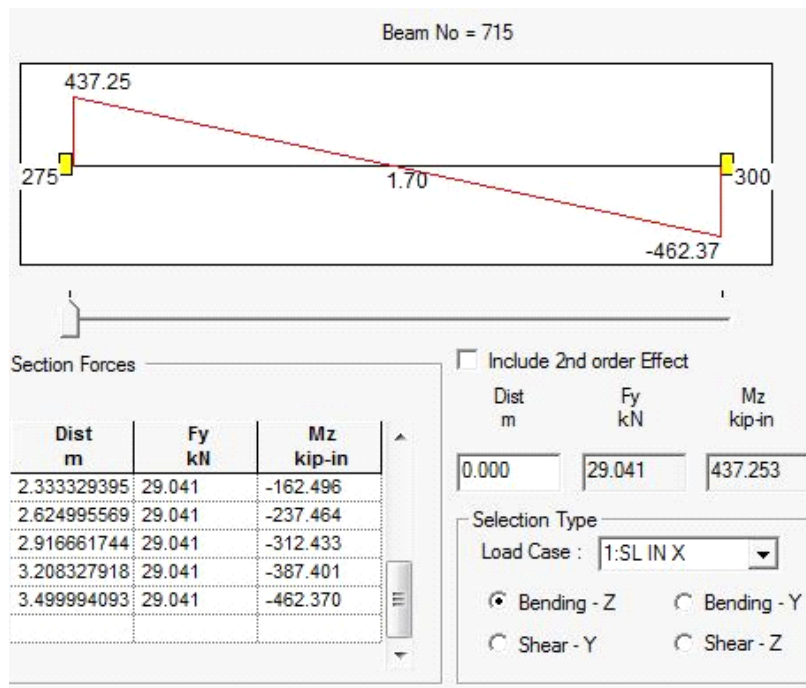 Beam No = 715
437.25
275
1.70
300
-462.37
Section Forces
Dist Fy Mz
m kN kip-in
2.333329395 29.041 -162.496
2.624995569 29.041 -237.464
2.916661744 29.041 -312.433
3.208327918 29.041 -387.401
3.499994093 29.041 -462.370
Include 2nd order Effect
Dist Fy Mz
m kN kip-in
0.000 29.041 437.253
Selection Type
Load Case : 1:SL IN X
Bending - Z Bending - Y
Shear - Y Shear - Z